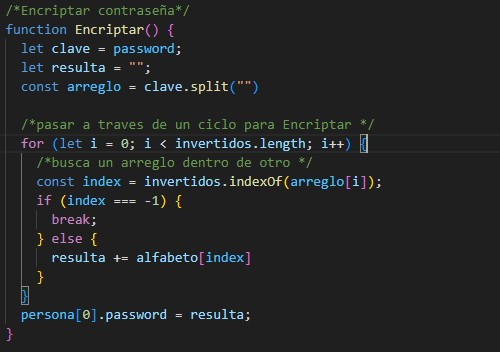 /*Encriptar contraseña*/
function Encriptar() {
let clave = password;
let resulta = "";
const arreglo = clave.split("")
/*pasar a traves de un ciclo para Encriptar */
for (let i = 0; i < invertidos.length; i++) {
/*busca un arreglo dentro de otro */
const index = invertidos.indexOf(arreglo[i]);
if (index === -1) {
break;
} else {
resulta += alfabeto[index]
}
}
persona[0].password = resulta;
}